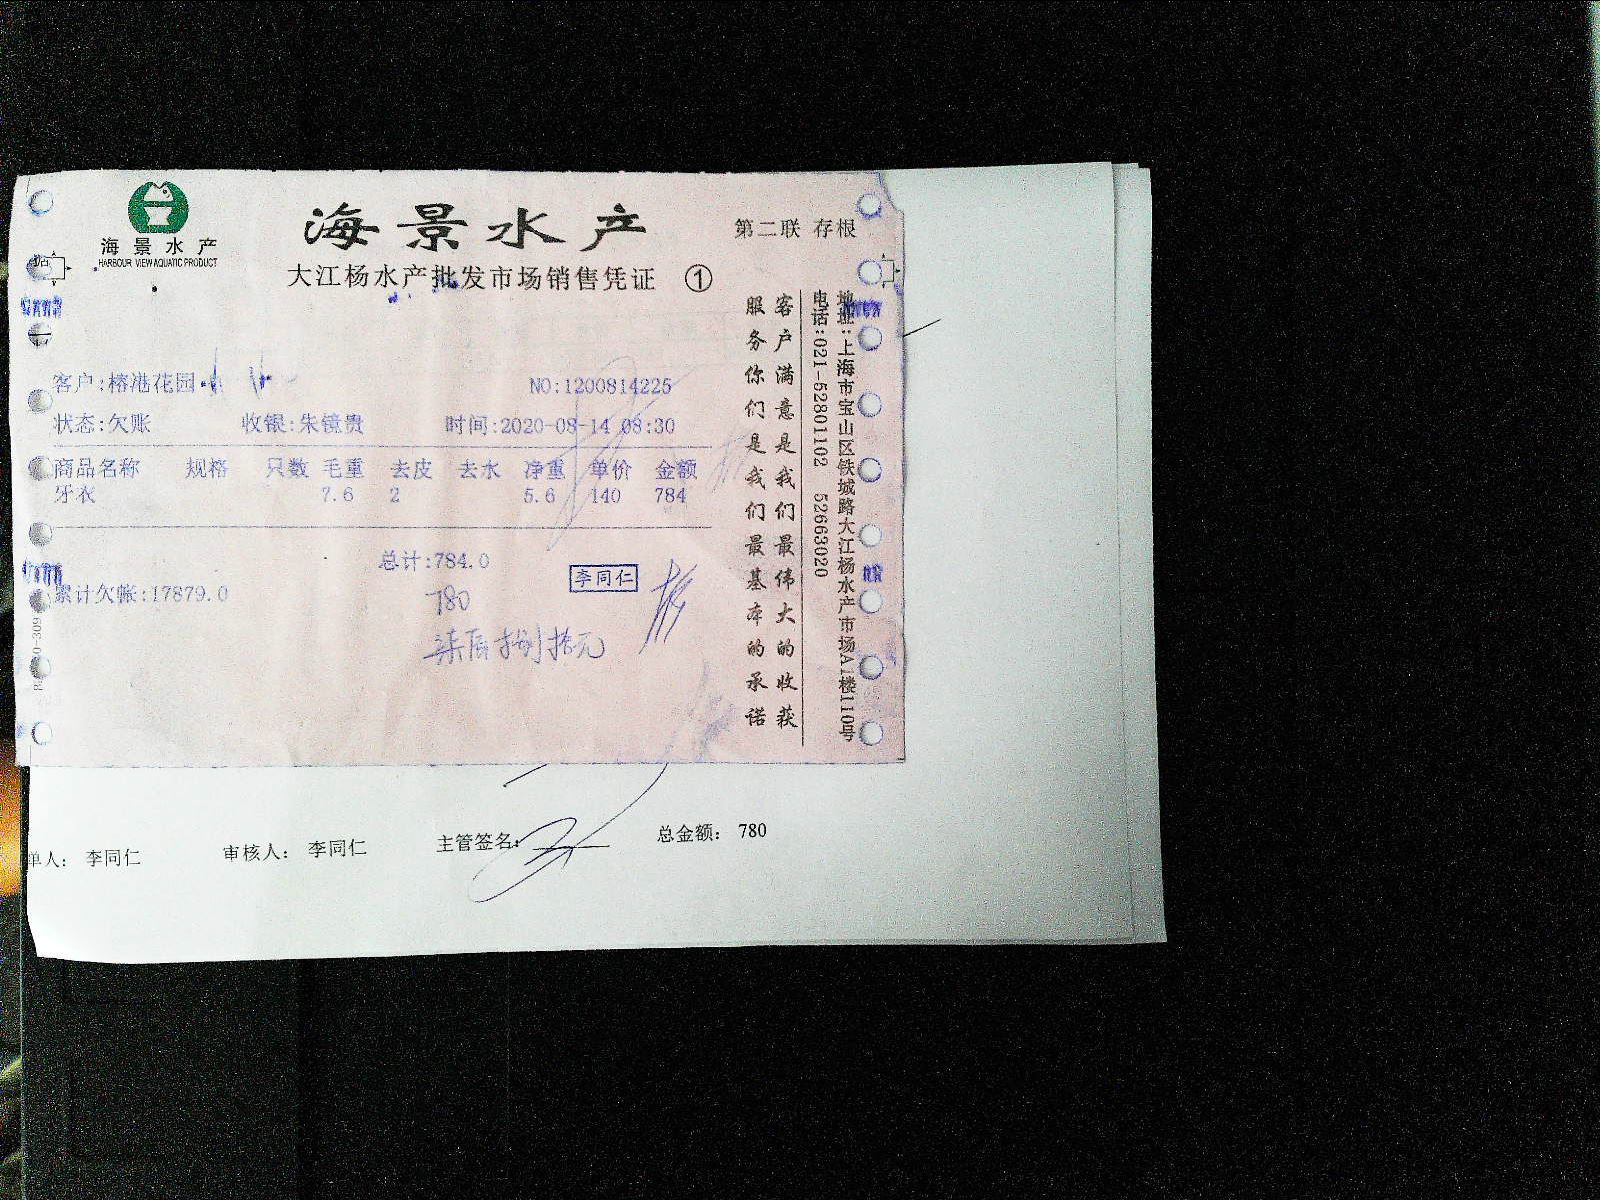 海景水产
HARBOUR VIEW AQUATIC PRODUCT
海景水产
第二联 存根
大江杨水产批发市场销售凭证 ①
客户:榕港花园
NO:1200814225
状态:欠账 收银:朱镜贵 时间:2020-08-14 08:30
商品名称 规格 只数 毛重 去皮 去水 净重 单价 金额
牙衣 7.6 2 5.6 140 784
总计:784.0
李同仁
累计欠帐:17879.0
780
柒佰捌拾元
客户满意是我们最伟大的收获
服务你们是我们最基本的承诺
地址:上海市宝山区铁城路大江杨水产市场A1楼110号
电话:021-52801102 52663020
单人: 李同仁 审核人: 李同仁 主管签名: 总金额: 780